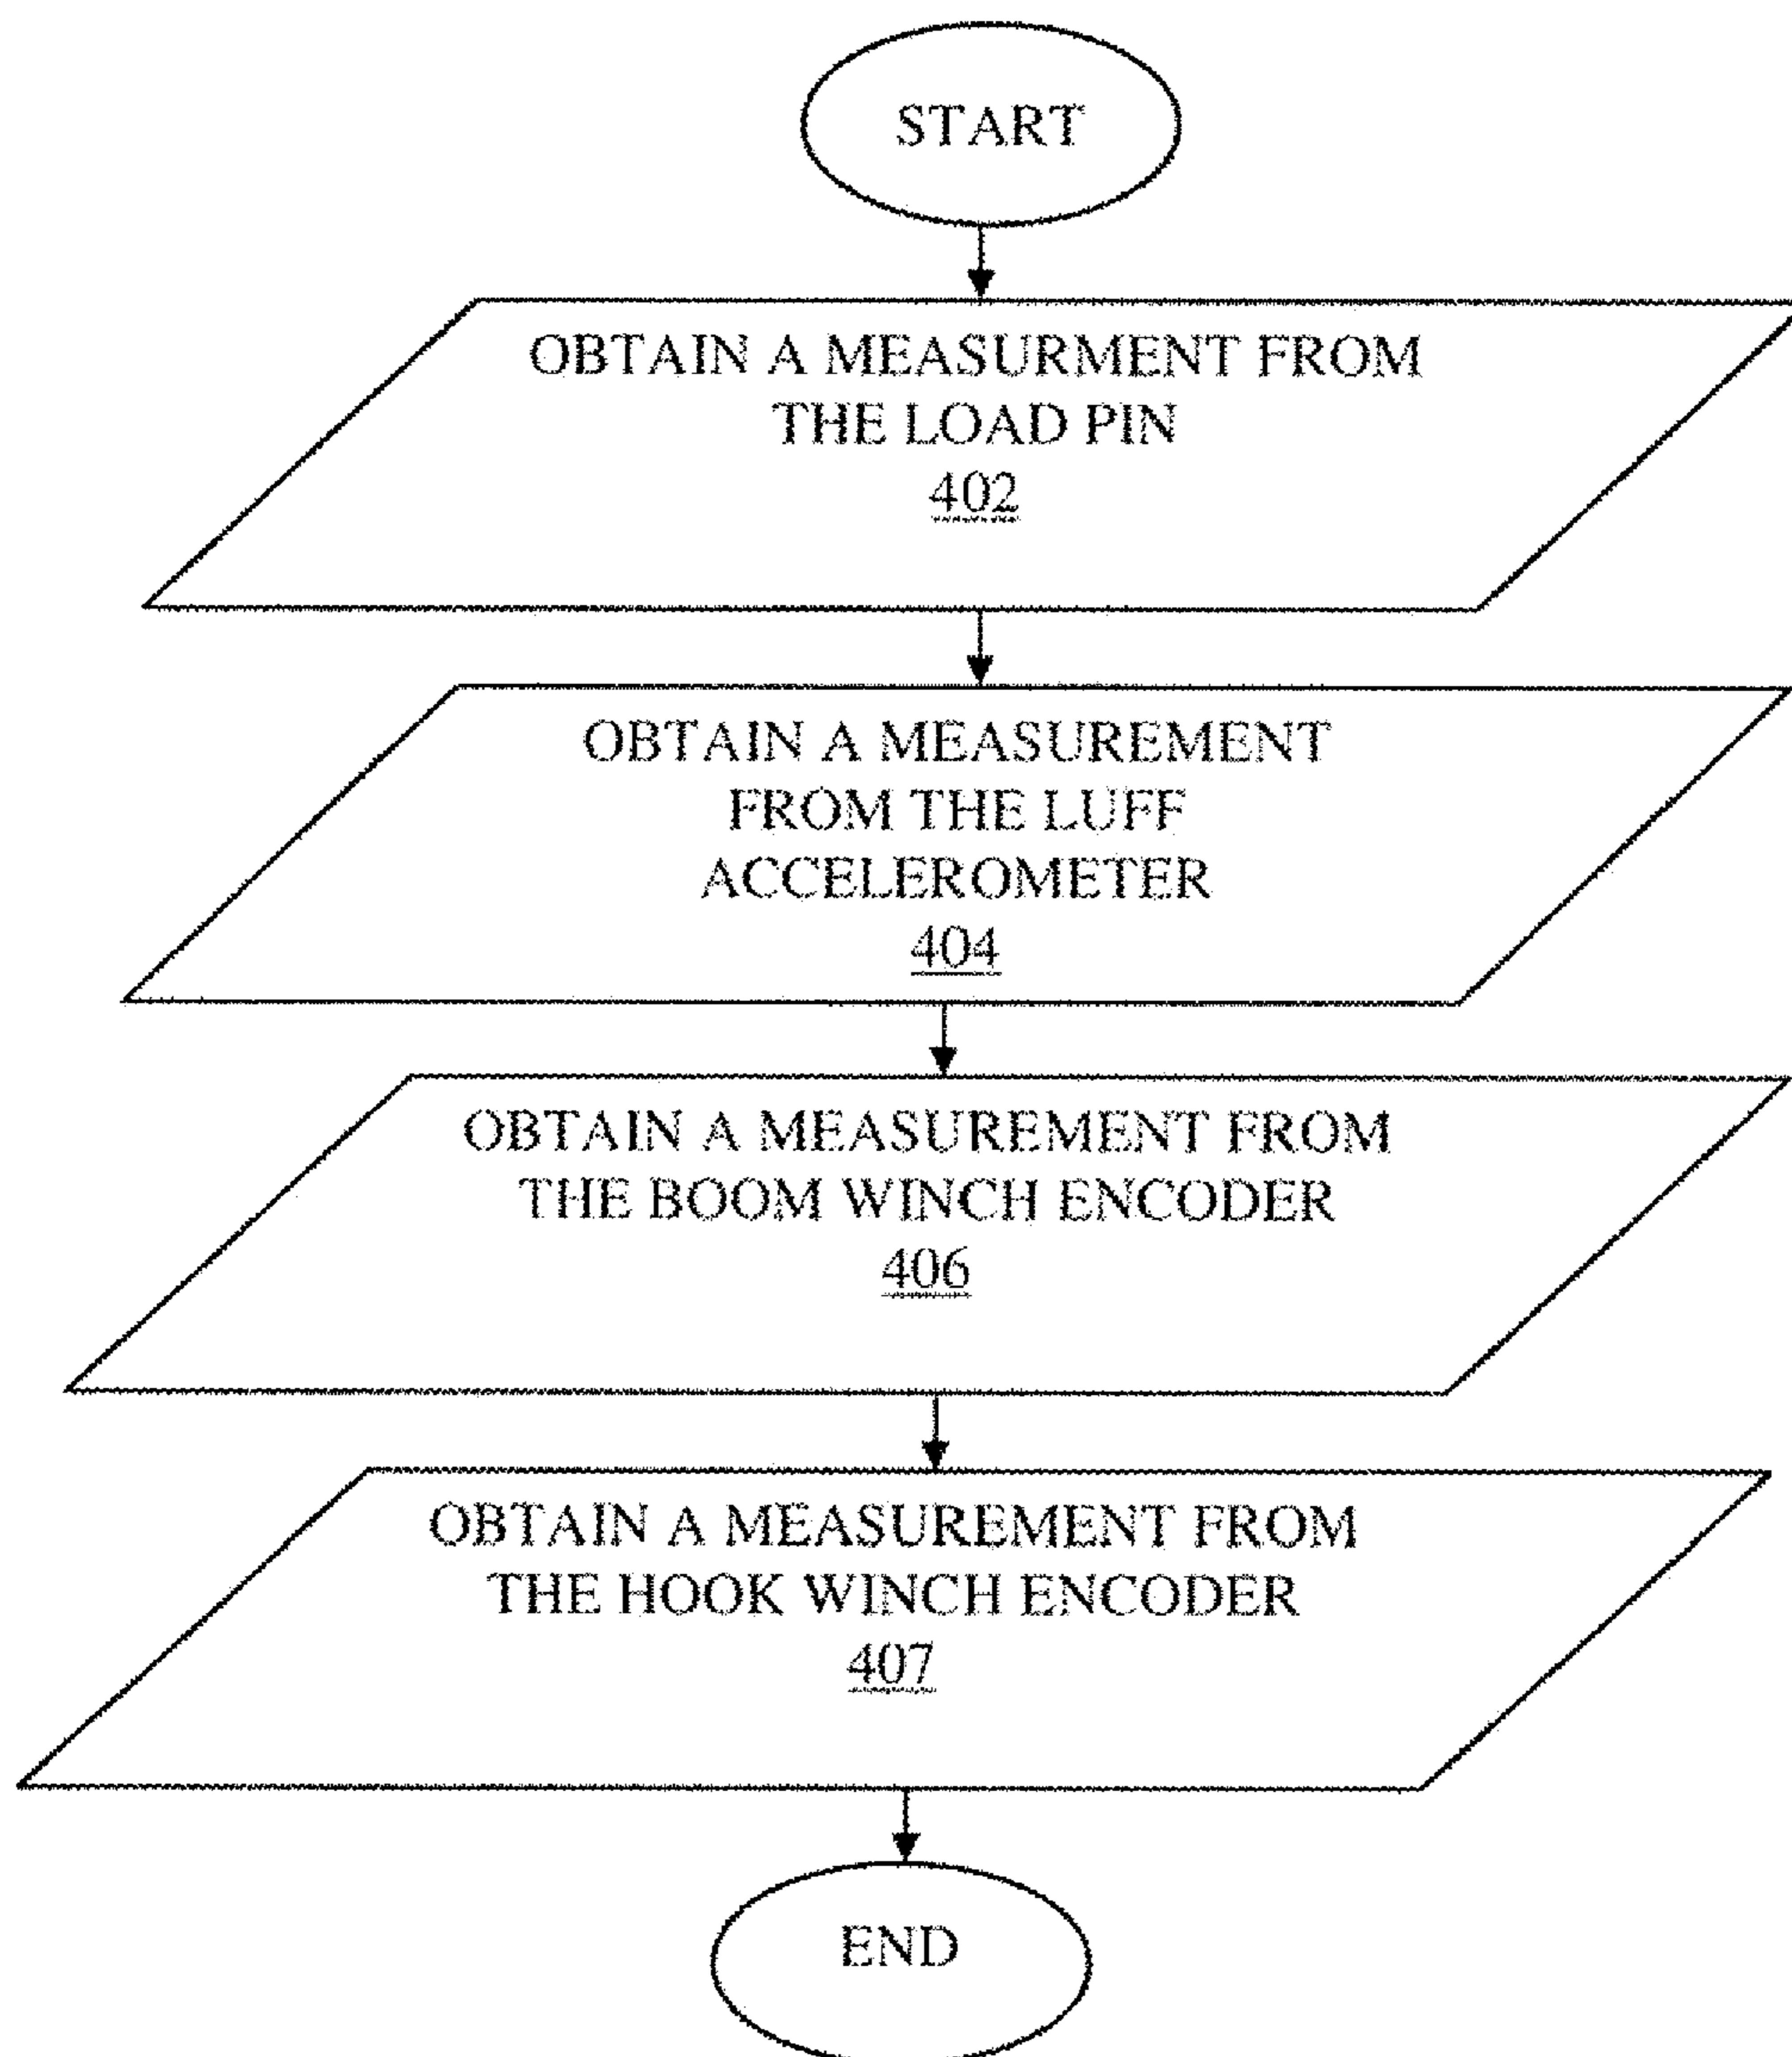 START
OBTAIN A MEASURMENT FROM
THE LOAD PIN
402
OBTAIN A MEASUREMENT
FROM THE LUFF
ACCELEROMETER
404
OBTAIN A MEASUREMENT FROM
THE BOOM WINCH ENCODER
406
OBTAIN A MEASUREMENT FROM
THE HOOK WINCH ENCODER
407
END